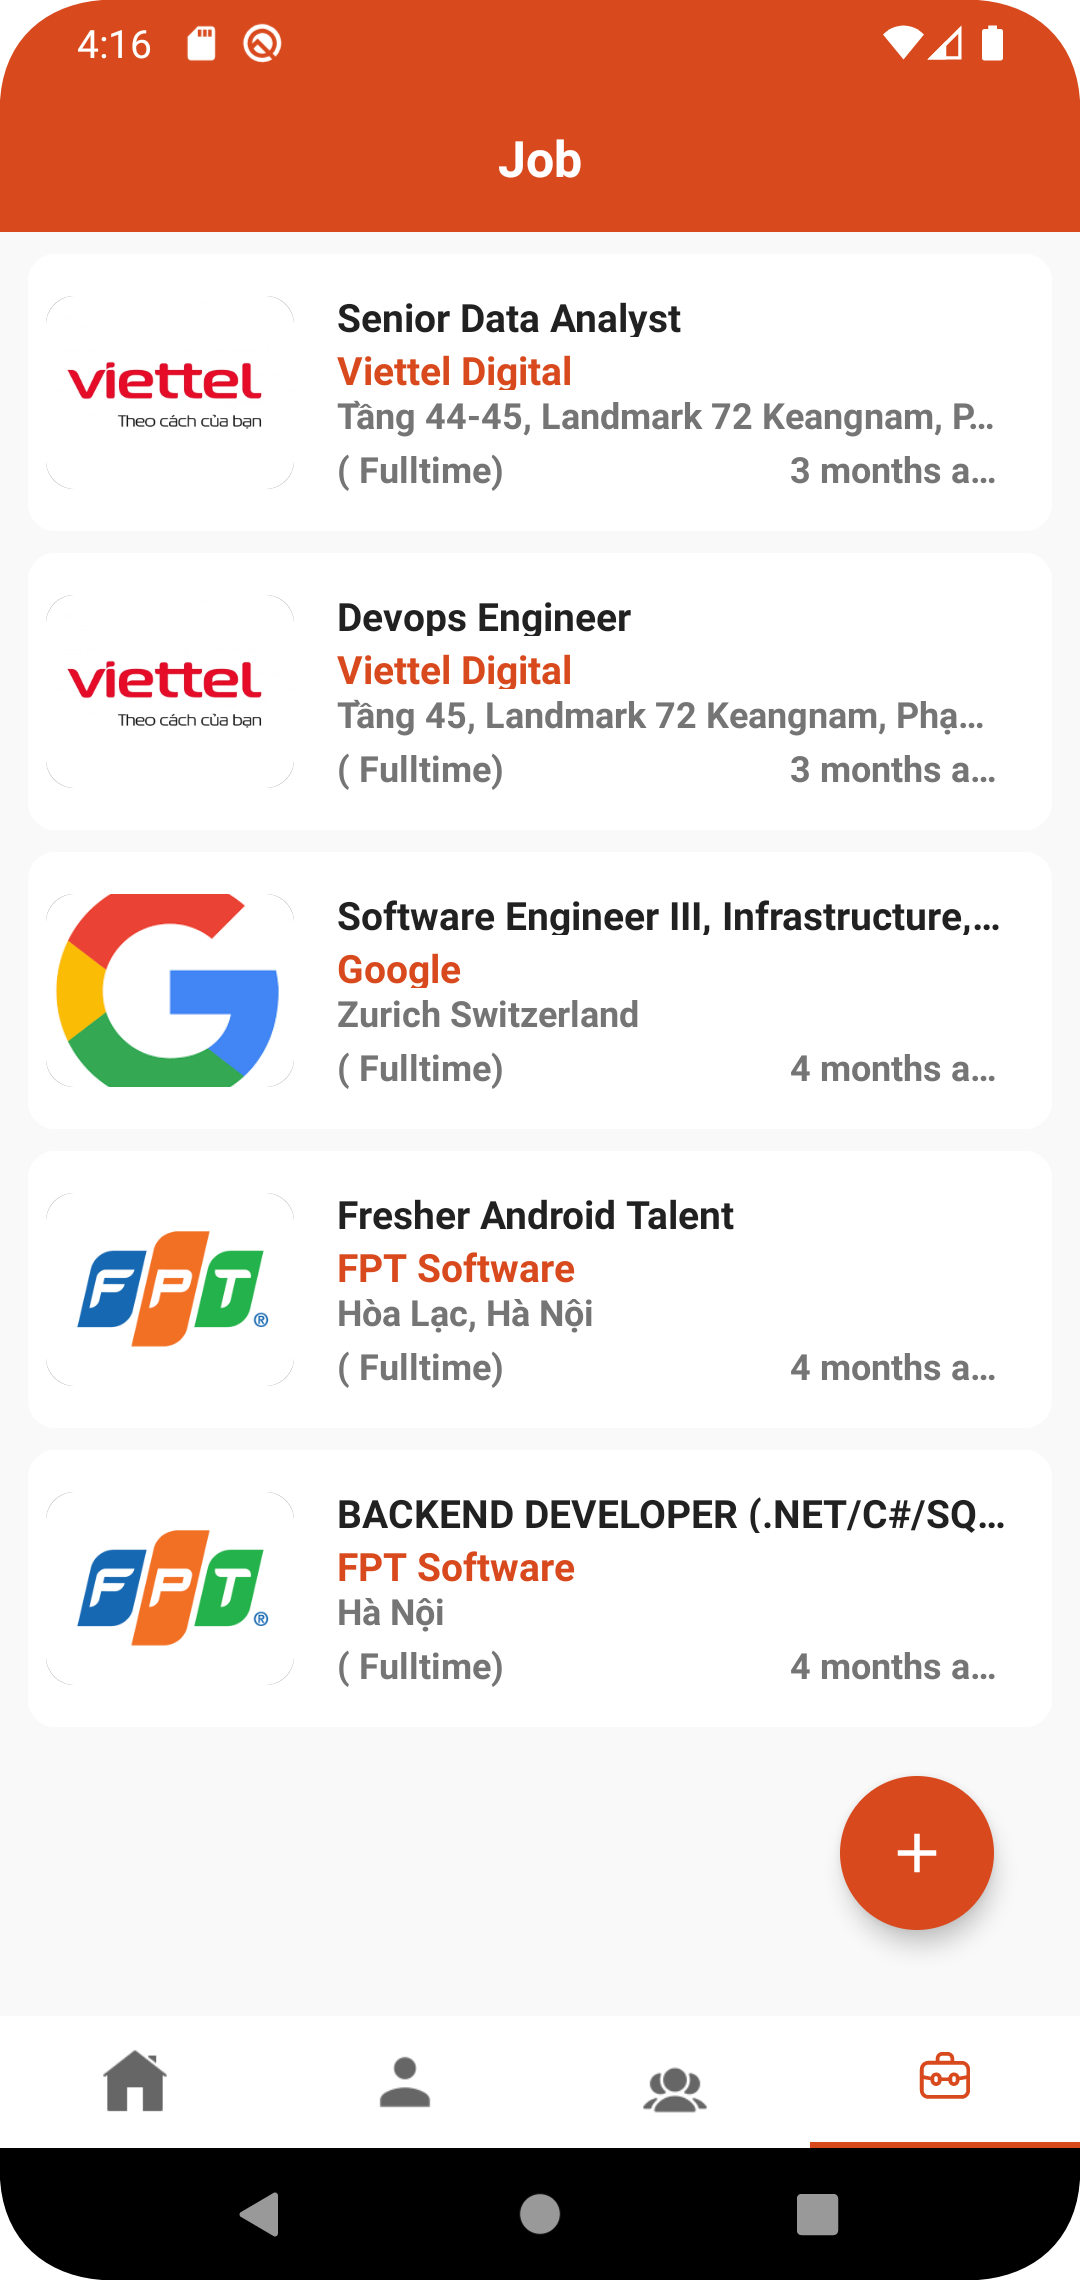 4:16
Job
Senior Data Analyst
viettel
Theo cách của bạn
Viettel Digital
Tầng 44-45, Landmark 72 Keangnam, P...
( Fulltime)
3 months a...
Devops Engineer
viettel
Theo cách của bạn
Viettel Digital
Tầng 45, Landmark 72 Keangnam, Phạ...
( Fulltime)
3 months a...
Software Engineer III, Infrastructure,...
Google
Zurich Switzerland
( Fulltime)
4 months a...
Fresher Android Talent
FPT®
FPT Software
Hòa Lạc, Hà Nội
( Fulltime)
4 months a...
BACKEND DEVELOPER (.NET/C#/SQ...
FPT®
FPT Software
Hà Nội
( Fulltime)
4 months a...